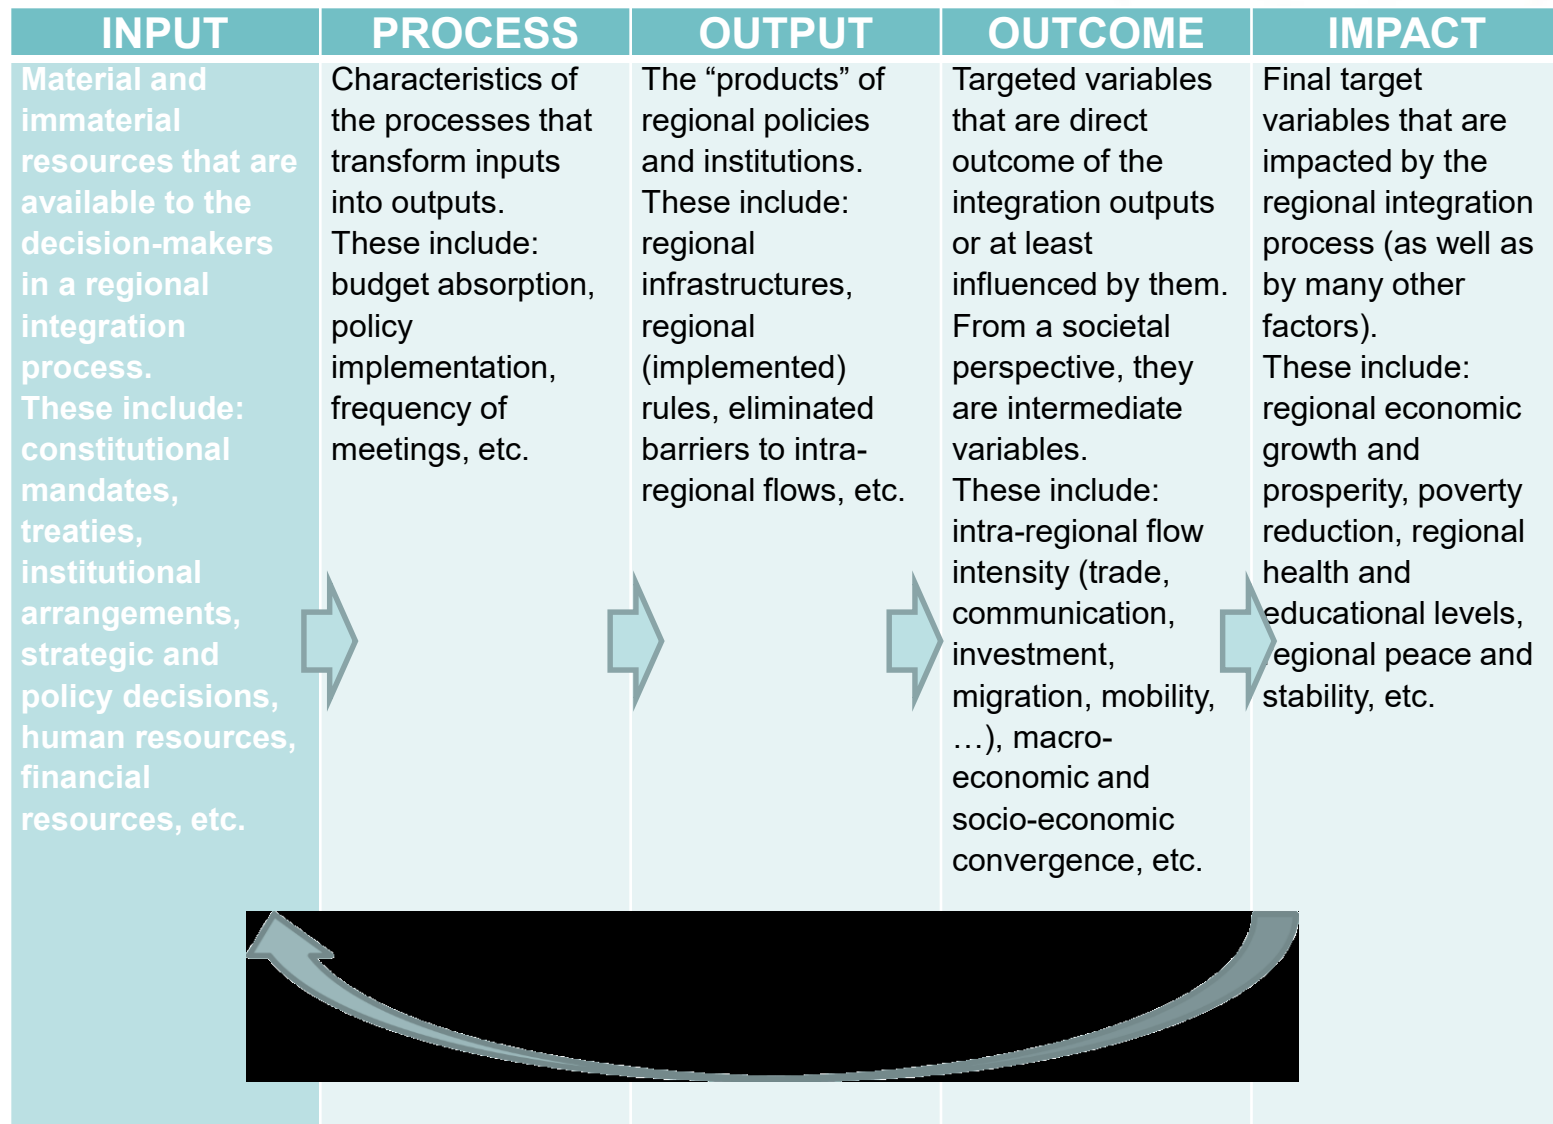 INPUT
PROCESS
OUTPUT
OUTCOME
IMPACT
Material and
immaterial
resources that are
available to the
decision-makers
in a regional
integration
process.
These include:
constitutional
mandates,
treaties,
institutional
arrangements,
strategic and
policy decisions,
human resources,
financial
resources, etc.
Characteristics of
the processes that
transform inputs
into outputs.
These include:
budget absorption,
policy
implementation,
frequency of
meetings, etc.
The “products” of
regional policies
and institutions.
These include:
regional
infrastructures,
regional
(implemented)
rules, eliminated
barriers to intra-
regional flows, etc.
Targeted variables
that are direct
outcome of the
integration outputs
or at least
influenced by them.
From a societal
perspective, they
are intermediate
variables.
These include:
intra-regional flow
intensity (trade,
communication,
investment,
migration, mobility,
…), macro-
economic and
socio-economic
convergence, etc.
Final target
variables that are
impacted by the
regional integration
process (as well as
by many other
factors).
These include:
regional economic
growth and
prosperity, poverty
reduction, regional
health and
educational levels,
regional peace and
stability, etc.